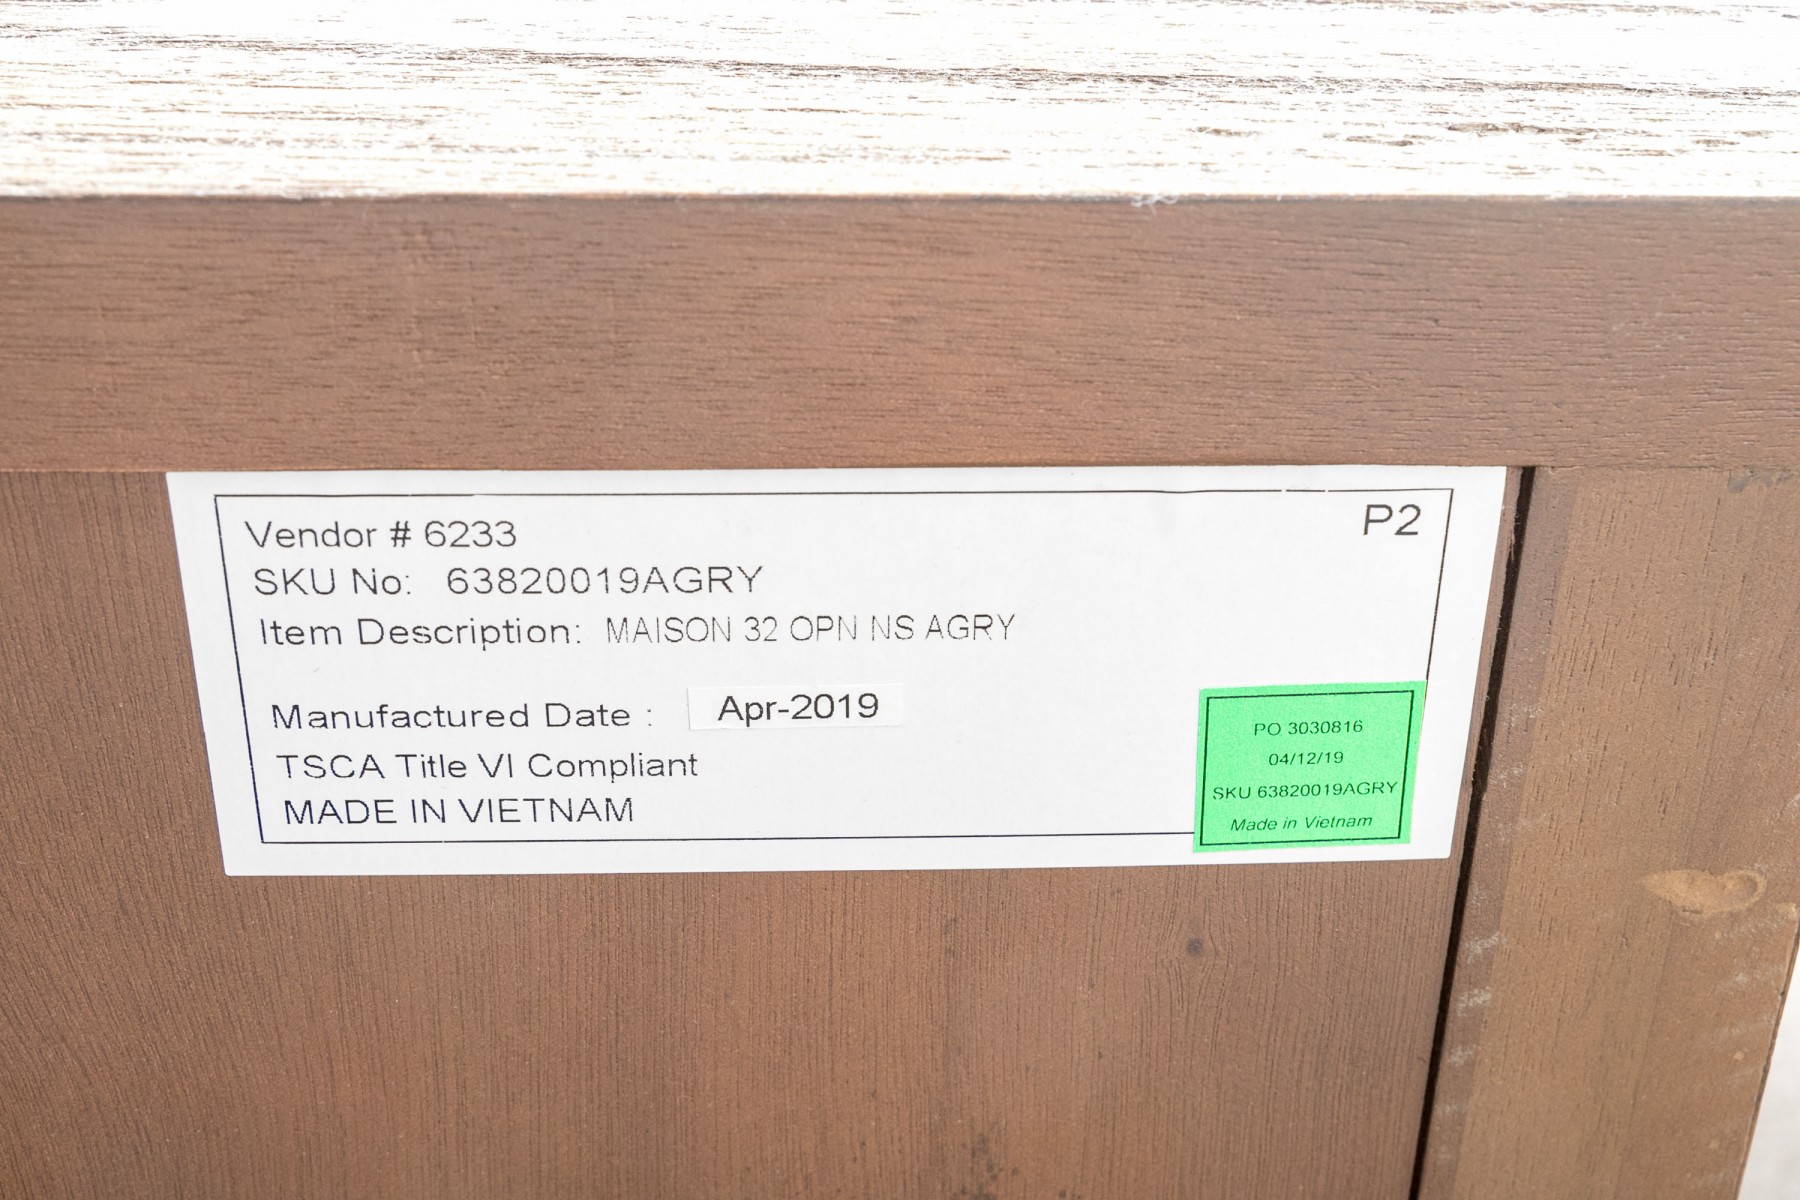 Vendor # 6233
P2
SKU No: 63820019AGRY
Item Description: MAISON 32 OPN NS AGRY
Manufactured Date : Apr-2019
TSCA Title VI Compliant
MADE IN VIETNAM
PO 3030816
04/12/19
SKU 63820019AGRY
Made in Vietnam